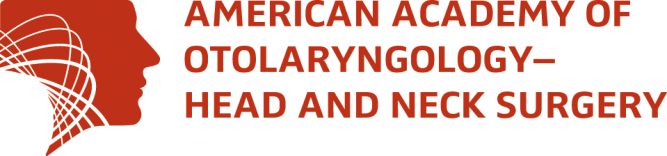 AMERICAN ACADEMY OF
OTOLARYNGOLOGY–
HEAD AND NECK SURGERY